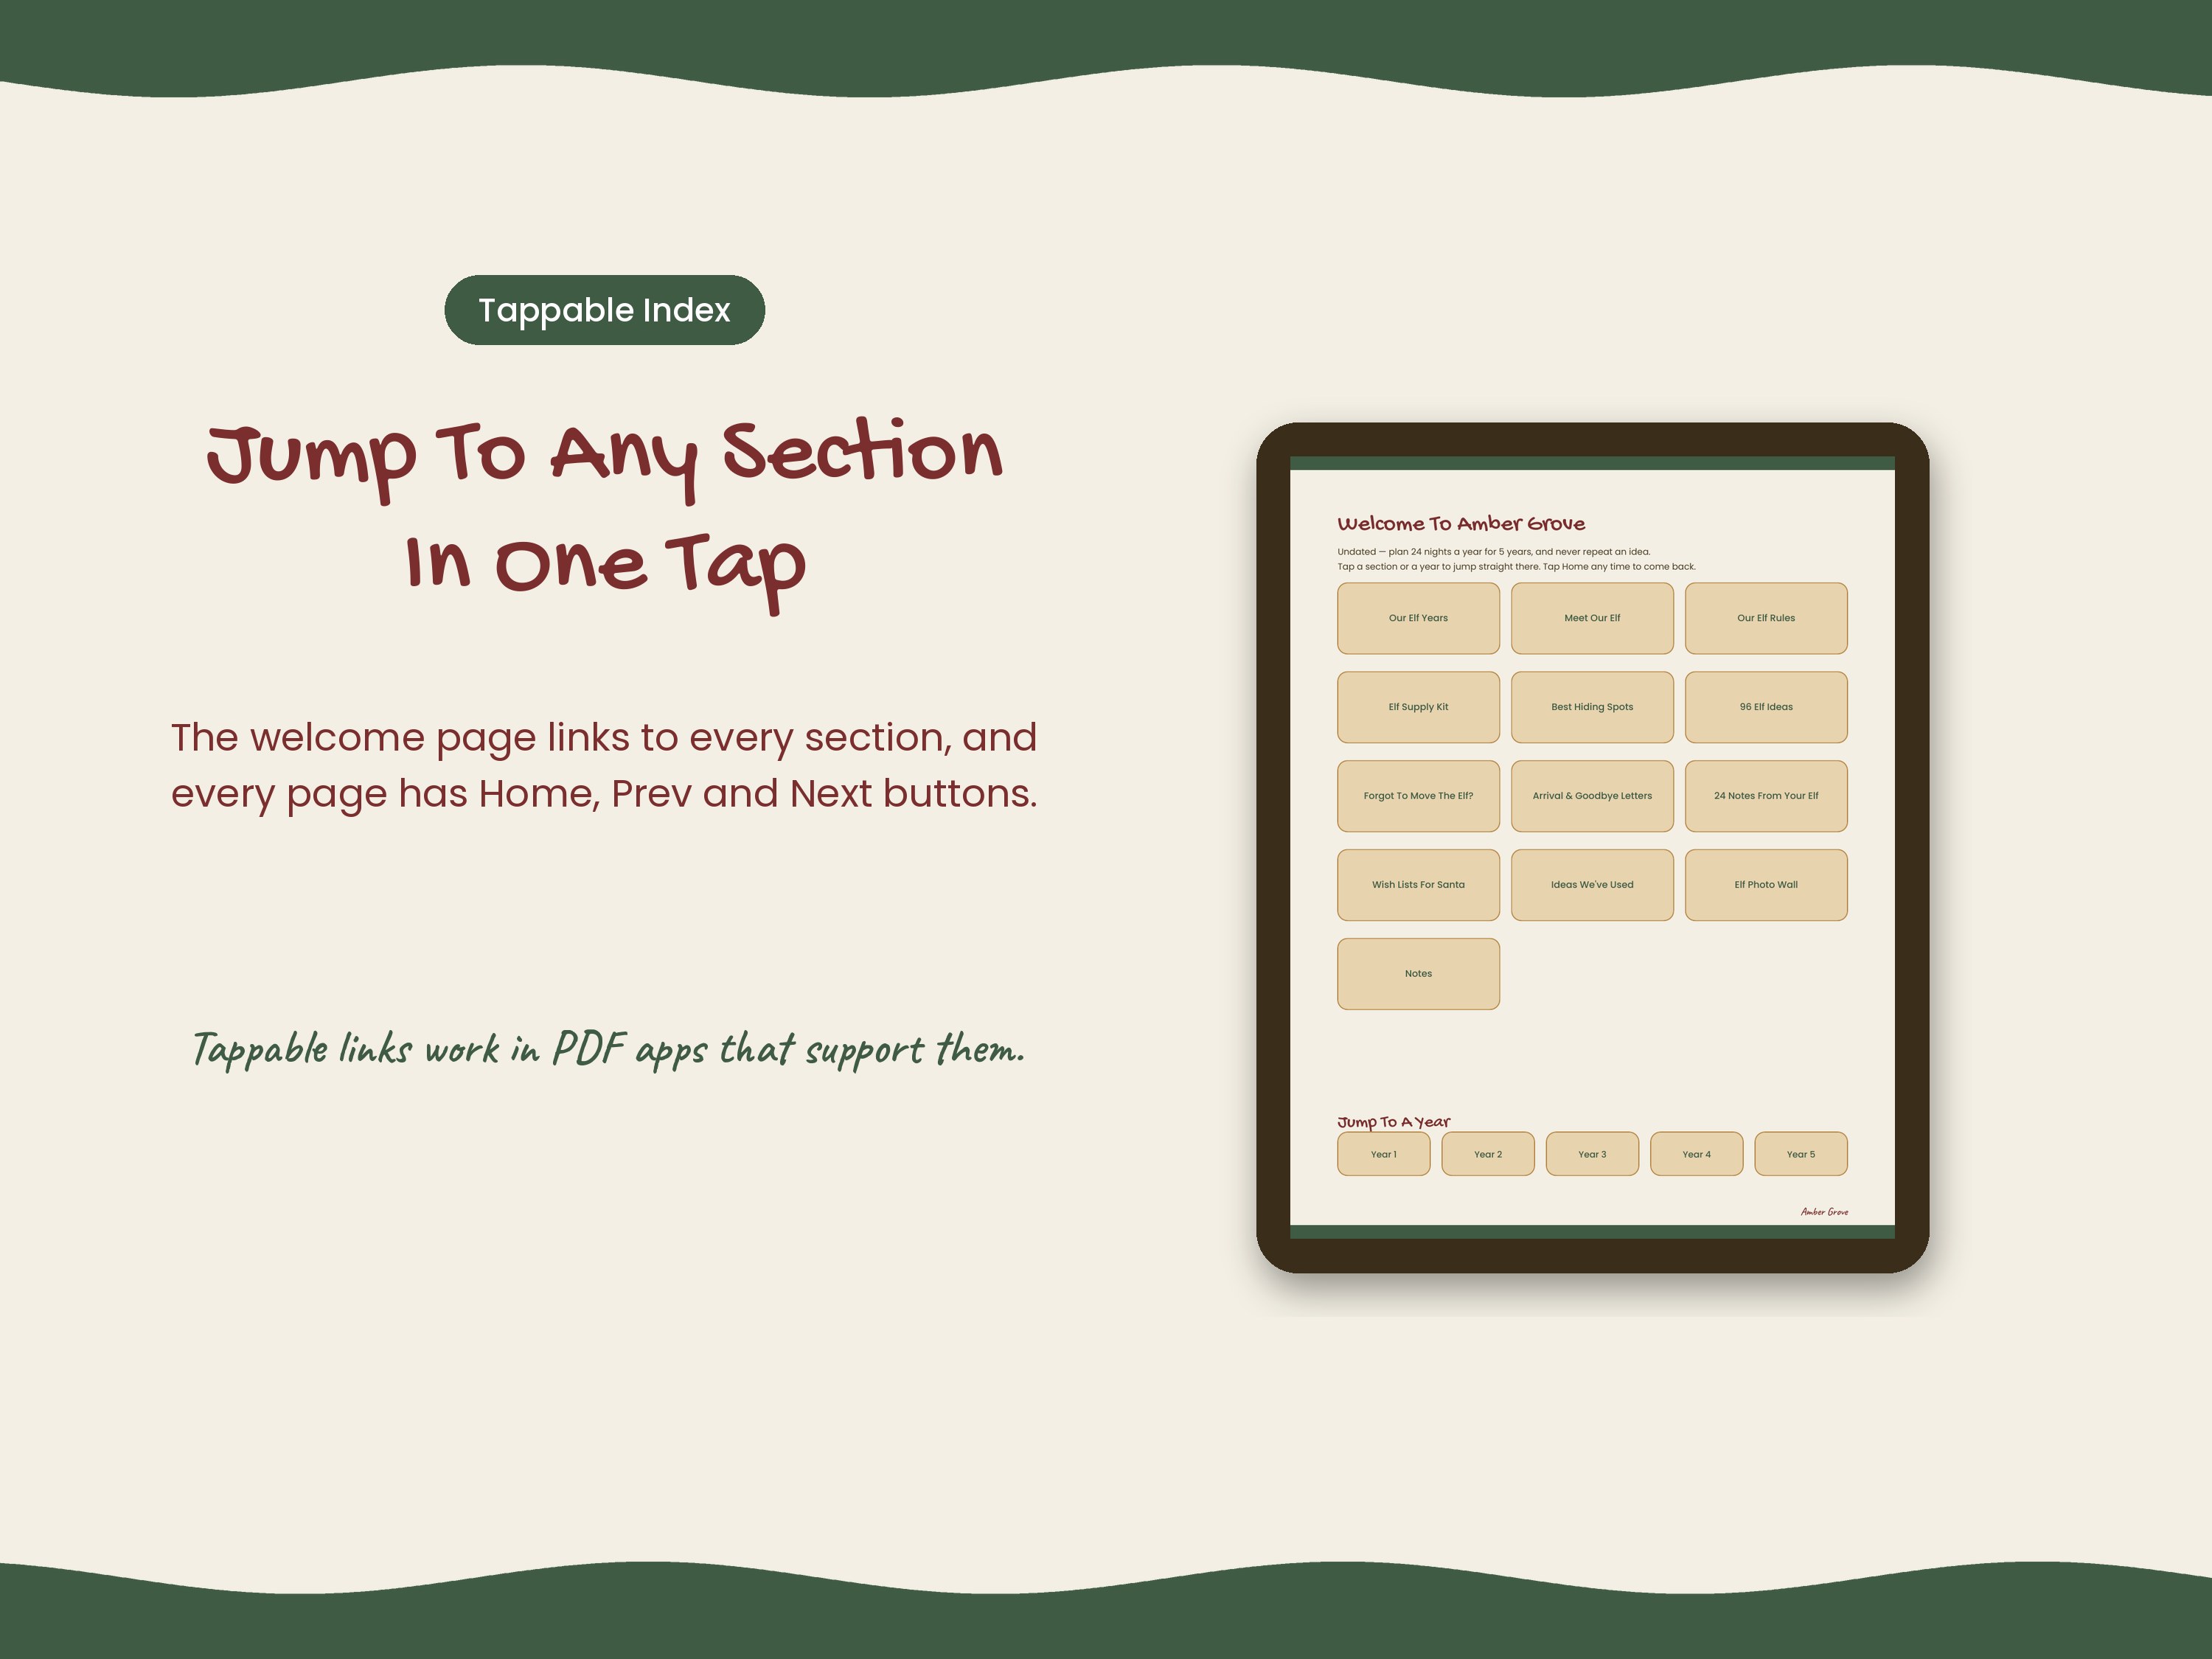 Tappable Index
Jump To Any Section
In One Tap
The welcome page links to every section, and
every page has Home, Prev and Next buttons.
Tappable links work in PDF apps that support them.
Welcome To Amber Grove
Undated — plan 24 nights a year for 5 years, and never repeat an idea.
Tap a section or a year to jump straight there. Tap Home any time to come back.
Our Elf Years
Meet Our Elf
Our Elf Rules
Elf Supply Kit
Best Hiding Spots
96 Elf Ideas
Forgot To Move The Elf?
Arrival & Goodbye Letters
24 Notes From Your Elf
Wish Lists For Santa
Ideas We've Used
Elf Photo Wall
Notes
Jump To A Year
Year 1
Year 2
Year 3
Year 4
Year 5
Amber Grove